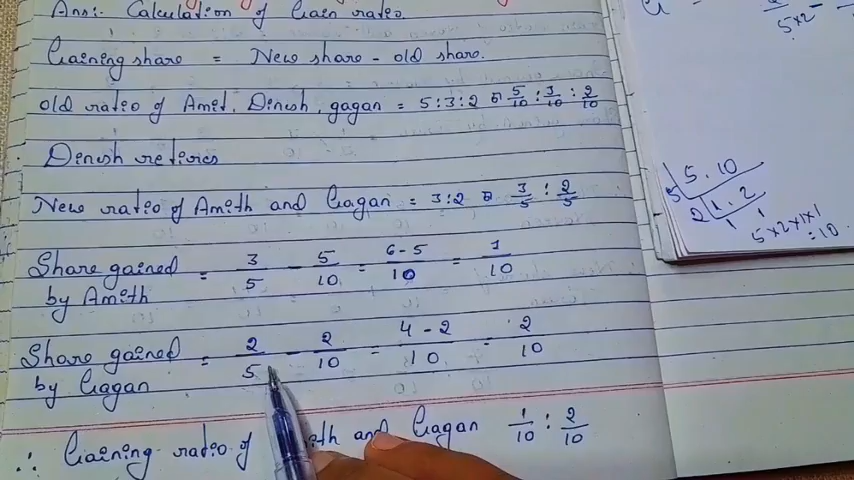 Ans:- Calculation of Gain ratio.
Gaining share = New share - old share.
old ratio of Amit, Dinesh, gagan = 5:3:2 or 5/10 : 3/10 : 2/10
Dinesh retires
New ratio of Amith and Gagan = 3:2 or 3/5 : 2/5
Share gained by Amith = 3/5 - 5/10 = 6-5/10 = 1/10
Share gained by Gagan = 2/5 - 2/10 = 4-2/10 = 2/10
∴ Gaining ratio of and Gagan 1/10 : 2/10
5×2
5 | 5, 10
2 | 1, 2
1 1
5×2×1×1
=10